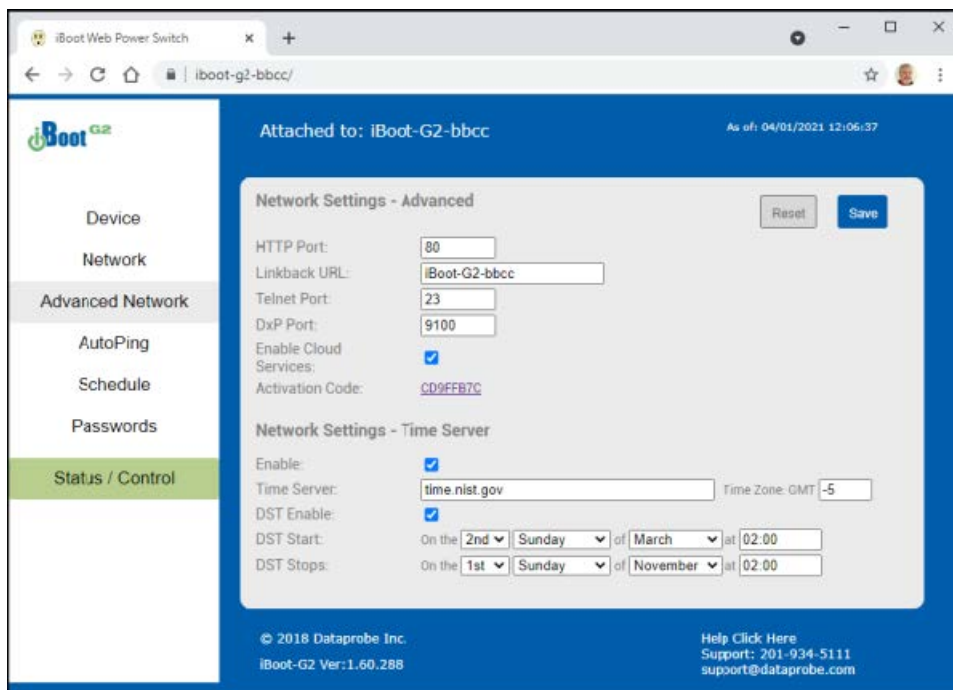 iBoot Web Power Switch
iboot-g2-bbcc/
iBoot G2
Attached to: iBoot-G2-bbcc
As of: 04/01/2021 12:06:37
Device
Network
Advanced Network
AutoPing
Schedule
Passwords
Status / Control
Network Settings - Advanced
Reset
Save
HTTP Port: 80
Linkback URL: iBoot-G2-bbcc
Telnet Port: 23
DxP Port: 9100
Enable Cloud
Services:
Activation Code: CD9FFB7C
Network Settings - Time Server
Enable:
Time Server: time.nist.gov Time Zone: GMT -5
DST Enable:
DST Start: On the 2nd Sunday of March at 02:00
DST Stops: On the 1st Sunday of November at 02:00
© 2018 Dataprobe Inc.
iBoot-G2 Ver:1.60.288
Help Click Here
Support: 201-934-5111
support@dataprobe.com